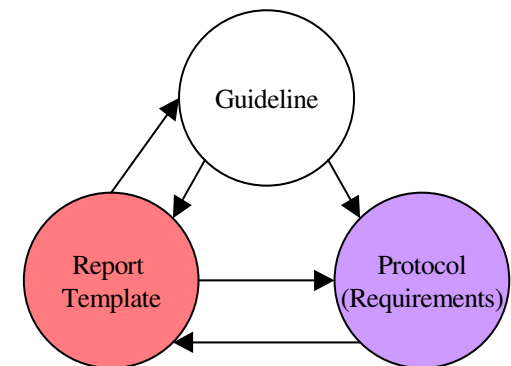 Guideline
Report
Template
Protocol
(Requirements)